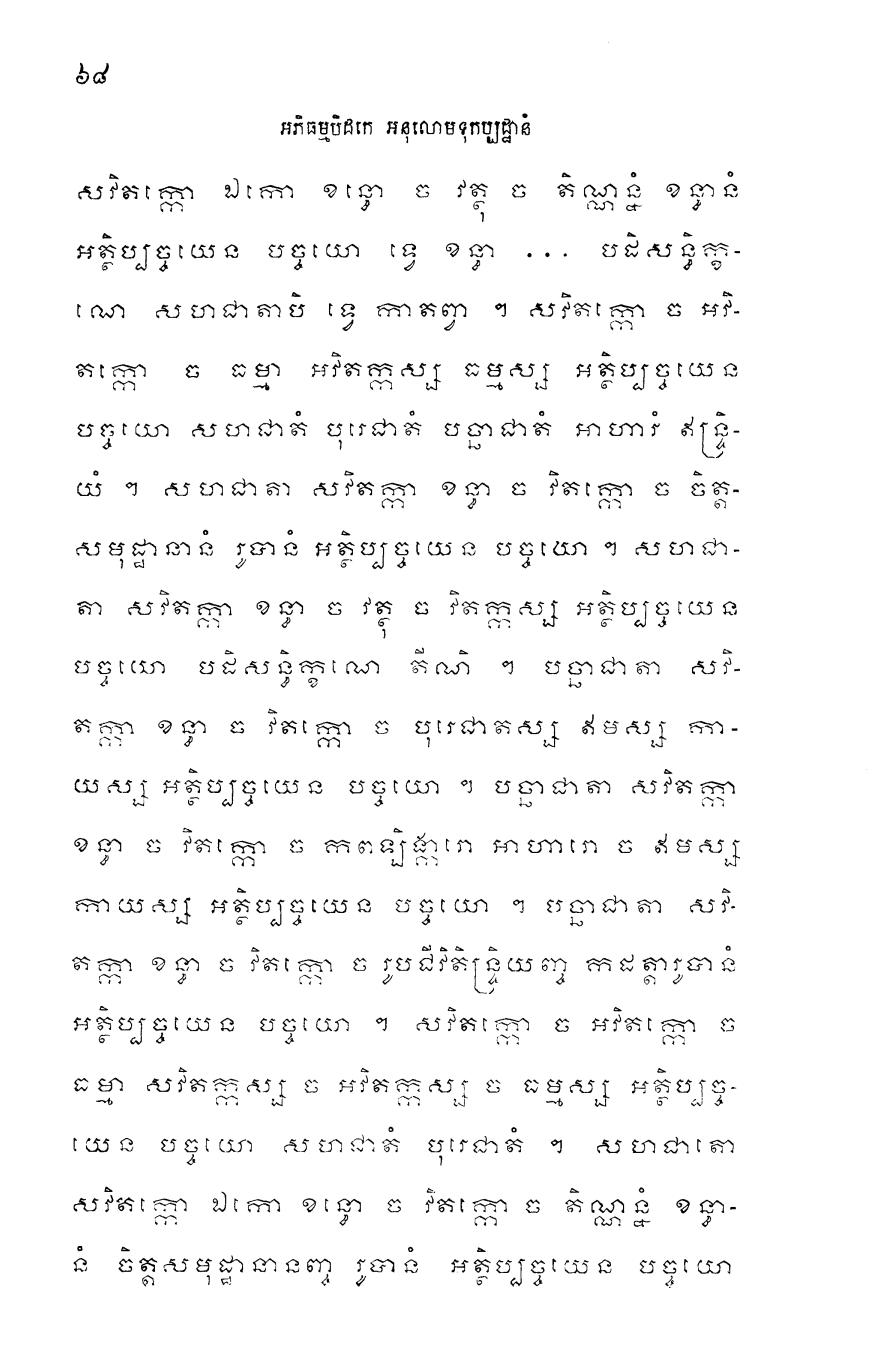 ៦៨
អភិធម្មបិដកេ អនុលោមទុកប្បដ្ឋានំ
សវិតក្កោ ឯកោ ខន្ធោ ច វត្ថុ ច តិណ្ណន្នំ ខន្ធានំ
អត្ថិប្បច្ចយេន បច្ចយោ ទ្វេ ខន្ធា ... បដិសន្ធិក្ខ-
ណេ សហជាតាបិ ទ្វេ កាតព្វា ។ សវិតក្កោ ច អវិ-
តក្កោ ច ធម្មា អវិតក្កស្ស ធម្មស្ស អត្ថិប្បច្ចយេន
បច្ចយោ សហជាតំ បុរេជាតំ បច្ឆាជាតំ អាហារំ ឥន្ទ្រិ-
យំ ។ សហជាតា សវិតក្កា ខន្ធា ច វិតក្កោ ច ចិត្ត-
សមុដ្ឋានានំ រូបានំ អត្ថិប្បច្ចយេន បច្ចយោ ។ សហជា-
តា សវិតក្កា ខន្ធា ច វត្ថុ ច វិតក្កស្ស អត្ថិប្បច្ចយេន
បច្ចយោ បដិសន្ធិក្ខណេ តីណិ ។ បច្ឆាជាតា សវិ-
តក្កា ខន្ធា ច វិតក្កោ ច បុរេជាតស្ស ឥមស្ស កា-
យស្ស អត្ថិប្បច្ចយេន បច្ចយោ ។ បច្ឆាជាតា សវិតក្កា
ខន្ធា ច វិតក្កោ ច កពឡិង្ការោ អាហារោ ច ឥមស្ស
កាយស្ស អត្ថិប្បច្ចយេន បច្ចយោ ។ បច្ឆាជាតា សវិ-
តក្កា ខន្ធា ច វិតក្កោ ច រូបជីវិតិន្ទ្រិយញ្ច កដត្តារូបានំ
អត្ថិប្បច្ចយេន បច្ចយោ ។ សវិតក្កោ ច អវិតក្កោ ច
ធម្មា សវិតក្កស្ស ច អវិតក្កស្ស ច ធម្មស្ស អត្ថិប្បច្ច-
យេន បច្ចយោ សហជាតំ បុរេជាតំ ។ សហជាតោ
សវិតក្កោ ឯកោ ខន្ធោ ច វិតក្កោ ច តិណ្ណន្នំ ខន្ធា-
នំ ចិត្តសមុដ្ឋានានញ្ច រូបានំ អត្ថិប្បច្ចយេន បច្ចយោ